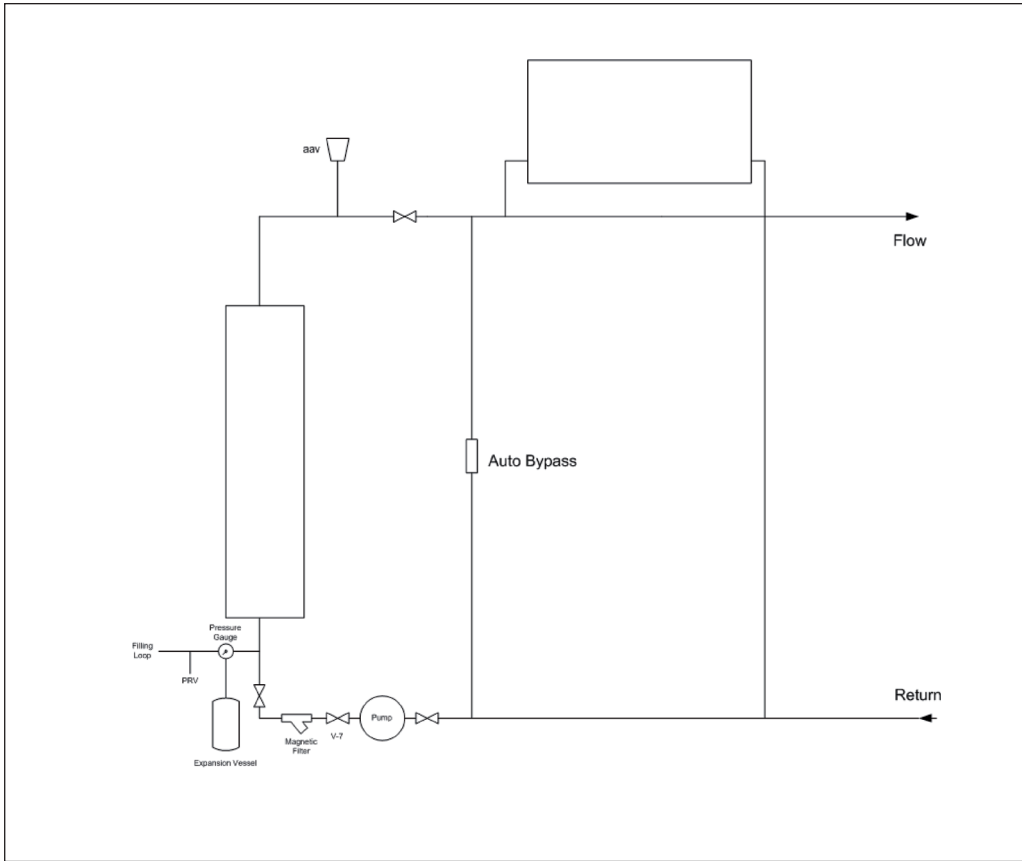 aav
Flow
Auto Bypass
Pressure
Gauge
Filling
Loop
PRV
Return
Pump
V-7
Magnetic
Filter
Expansion Vessel